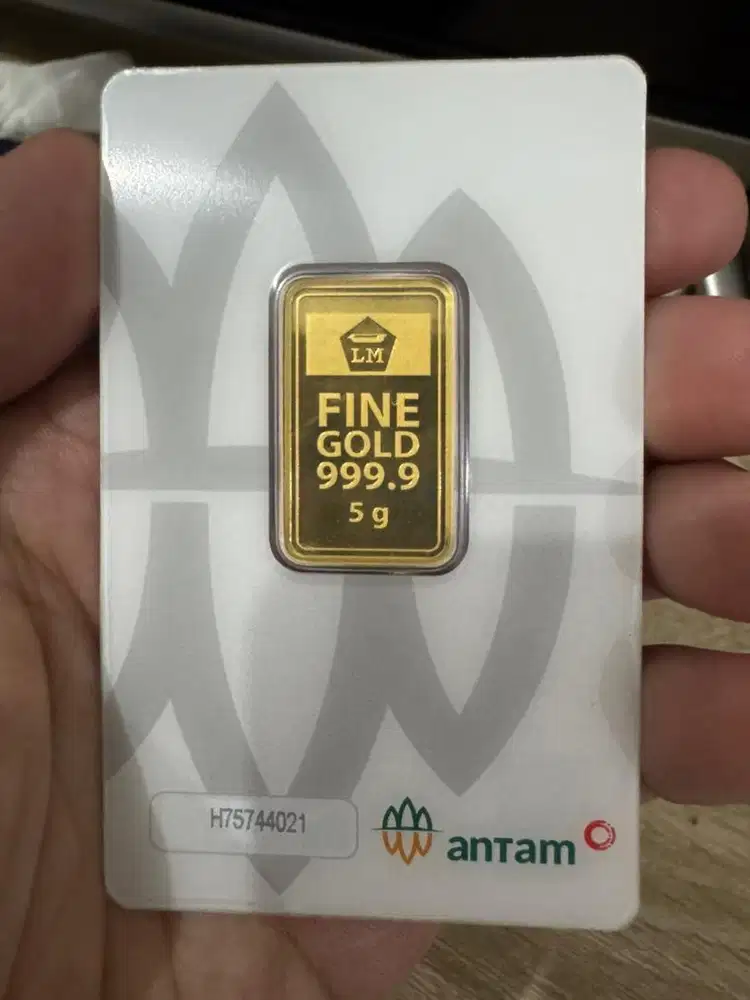 LM
FINE
GOLD
999.9
5 g
H75744021
antam